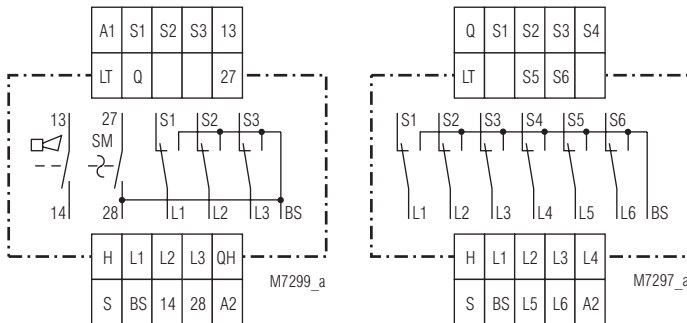 A1 S1 S2 S3 13
LT Q 27
13 27 S1 S2 S3
SM
14 28 L1 L2 L3 BS
H L1 L2 L3 QH
S BS 14 28 A2
M7299_a
Q S1 S2 S3 S4
LT S5 S6
S1 S2 S3 S4 S5 S6
L1 L2 L3 L4 L5 L6 BS
H L1 L2 L3 L4
S BS L5 L6 A2
M7297_a